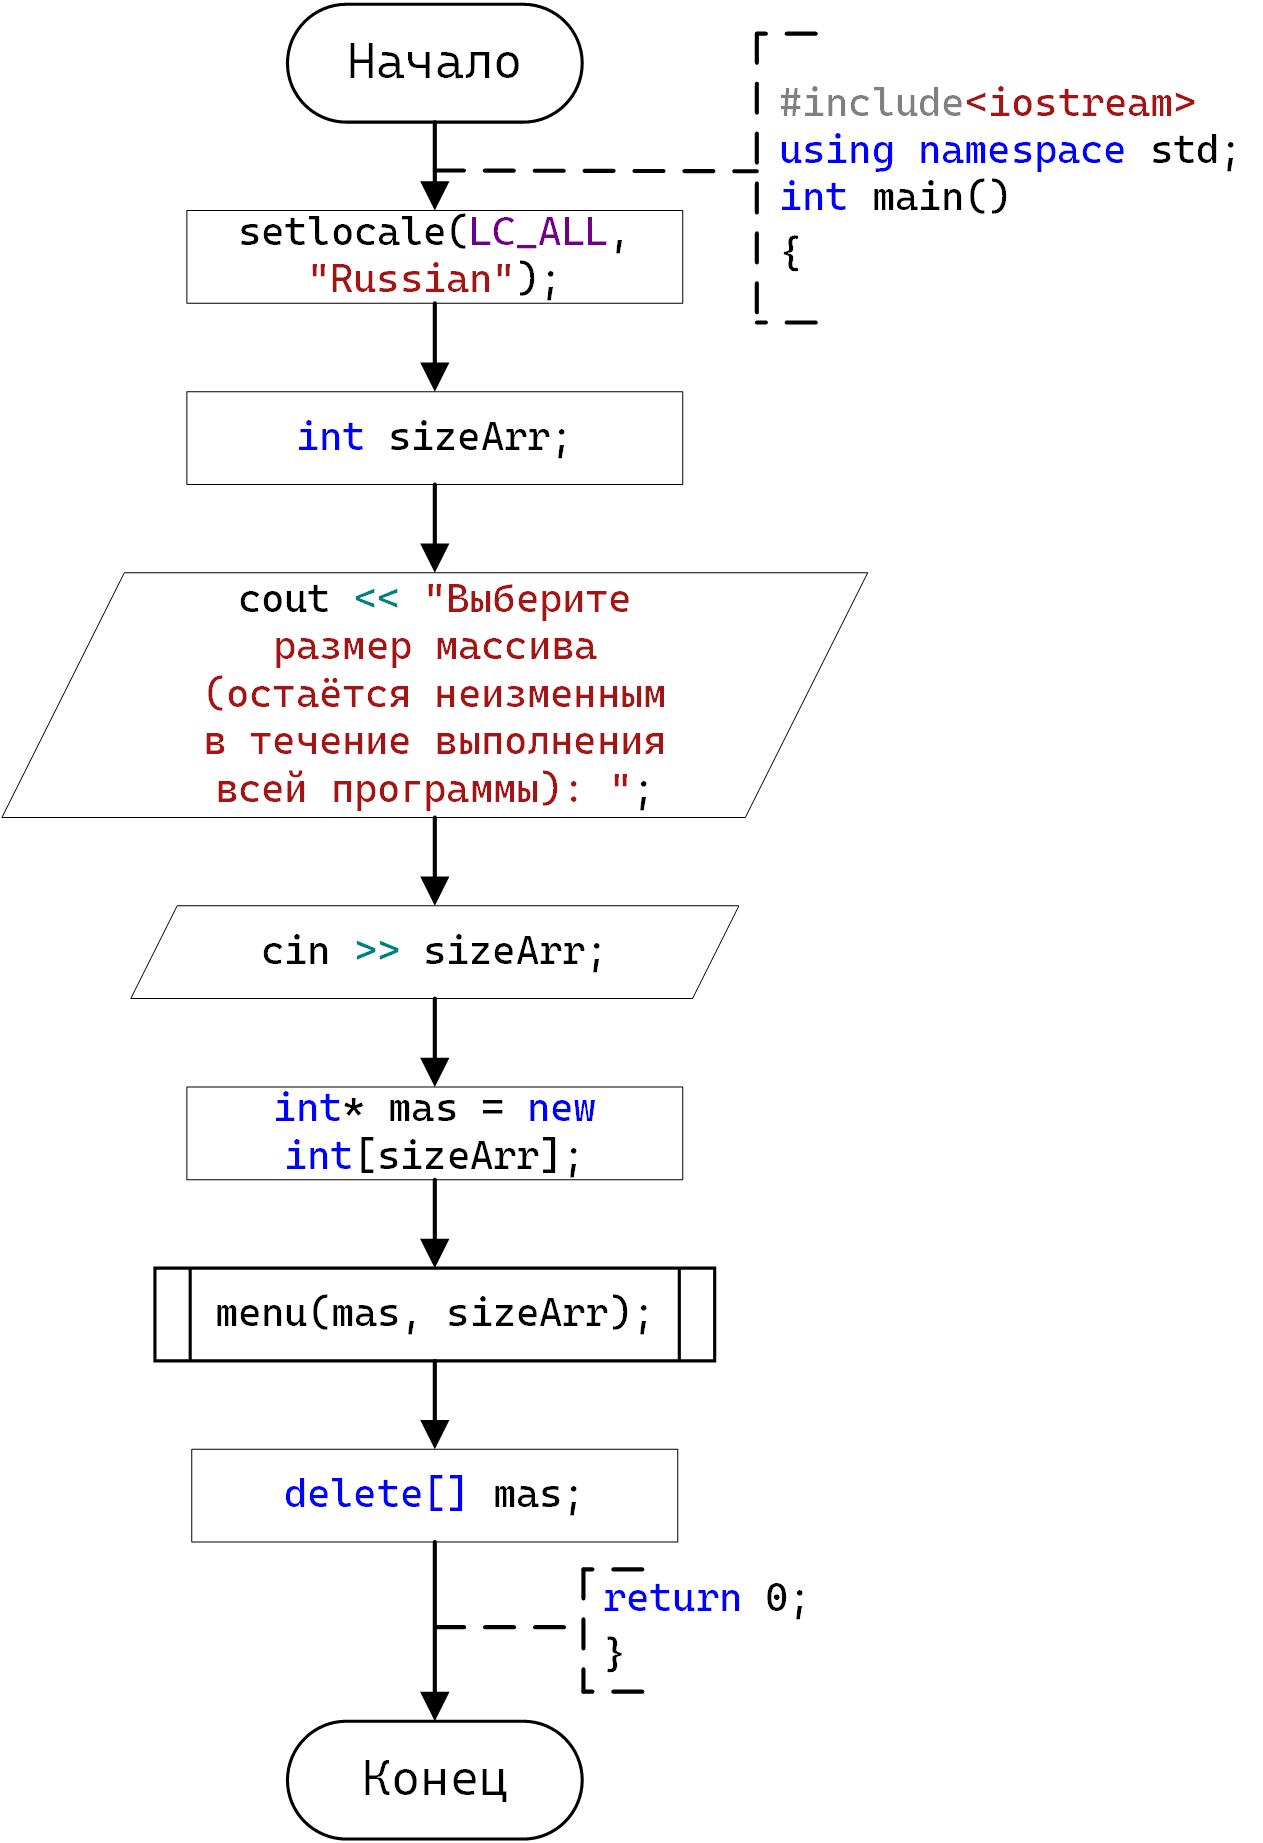 Начало
#include<iostream>
using namespace std;
int main()
{
setlocale(LC_ALL,
"Russian");
int sizeArr;
cout << "Выберите
размер массива
(остаётся неизменным
в течение выполнения
всей программы): ";
cin >> sizeArr;
int* mas = new
int[sizeArr];
menu(mas, sizeArr);
delete[] mas;
return 0;
}
Конец